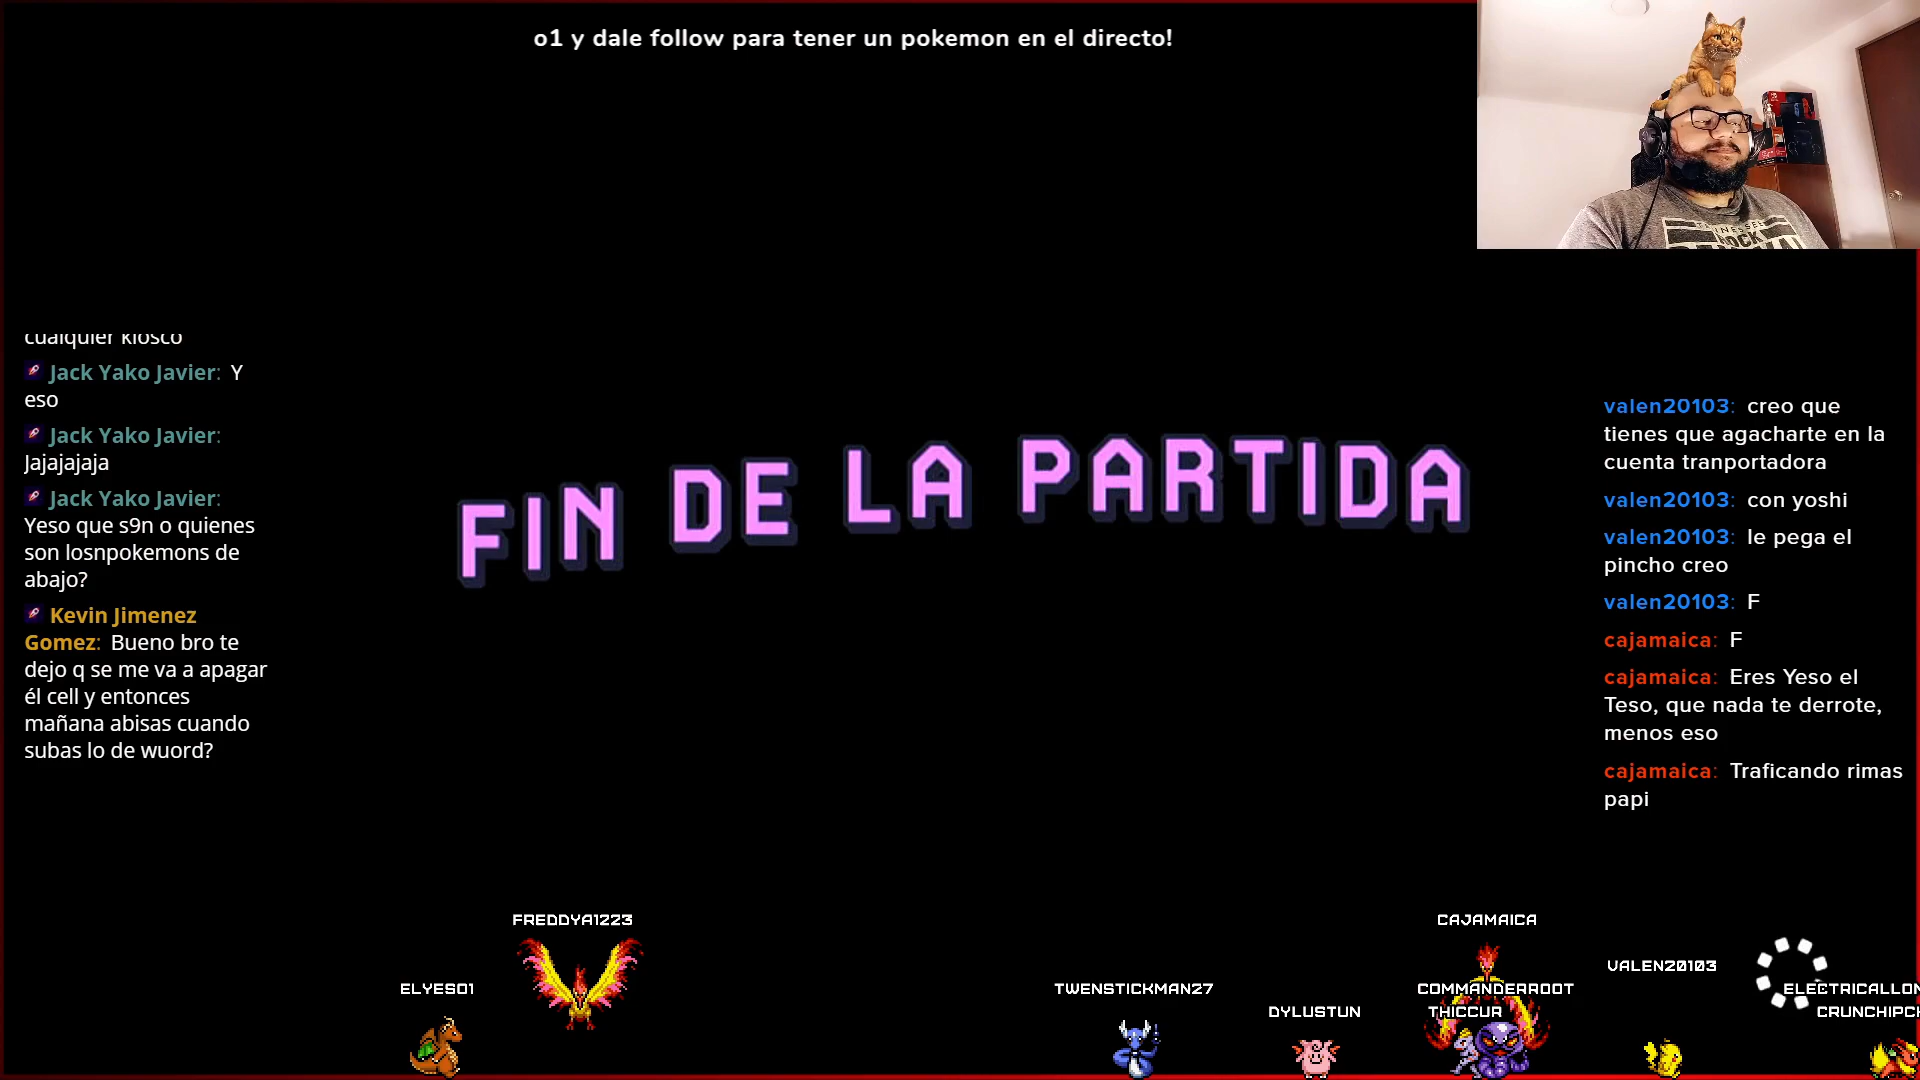 o1 y dale follow para tener un pokemon en el directo!
cualquier kiosco
Jack Yako Javier: Y
eso
Jack Yako Javier:
Jajajajaja
Jack Yako Javier:
Yeso que s9n o quienes
son losnpokemons de
abajo?
Kevin Jimenez
Gomez: Bueno bro te
dejo q se me va a apagar
él cell y entonces
mañana abisas cuando
subas lo de wuord?
FIN DE LA PARTIDA
valen20103: creo que
tienes que agacharte en la
cuenta tranportadora
valen20103: con yoshi
valen20103: le pega el
pincho creo
valen20103: F
cajamaica: F
cajamaica: Eres Yeso el
Teso, que nada te derrote,
menos eso
cajamaica: Traficando rimas
papi
FREDDYA1223
CAJAMAICA
VALEN20103
ELYESO1
TWENSTICKMAN27
COMMANDERROOT
ELECTRICALLON
DYLUSTUN
THICCUR
CRUNCHIPCH